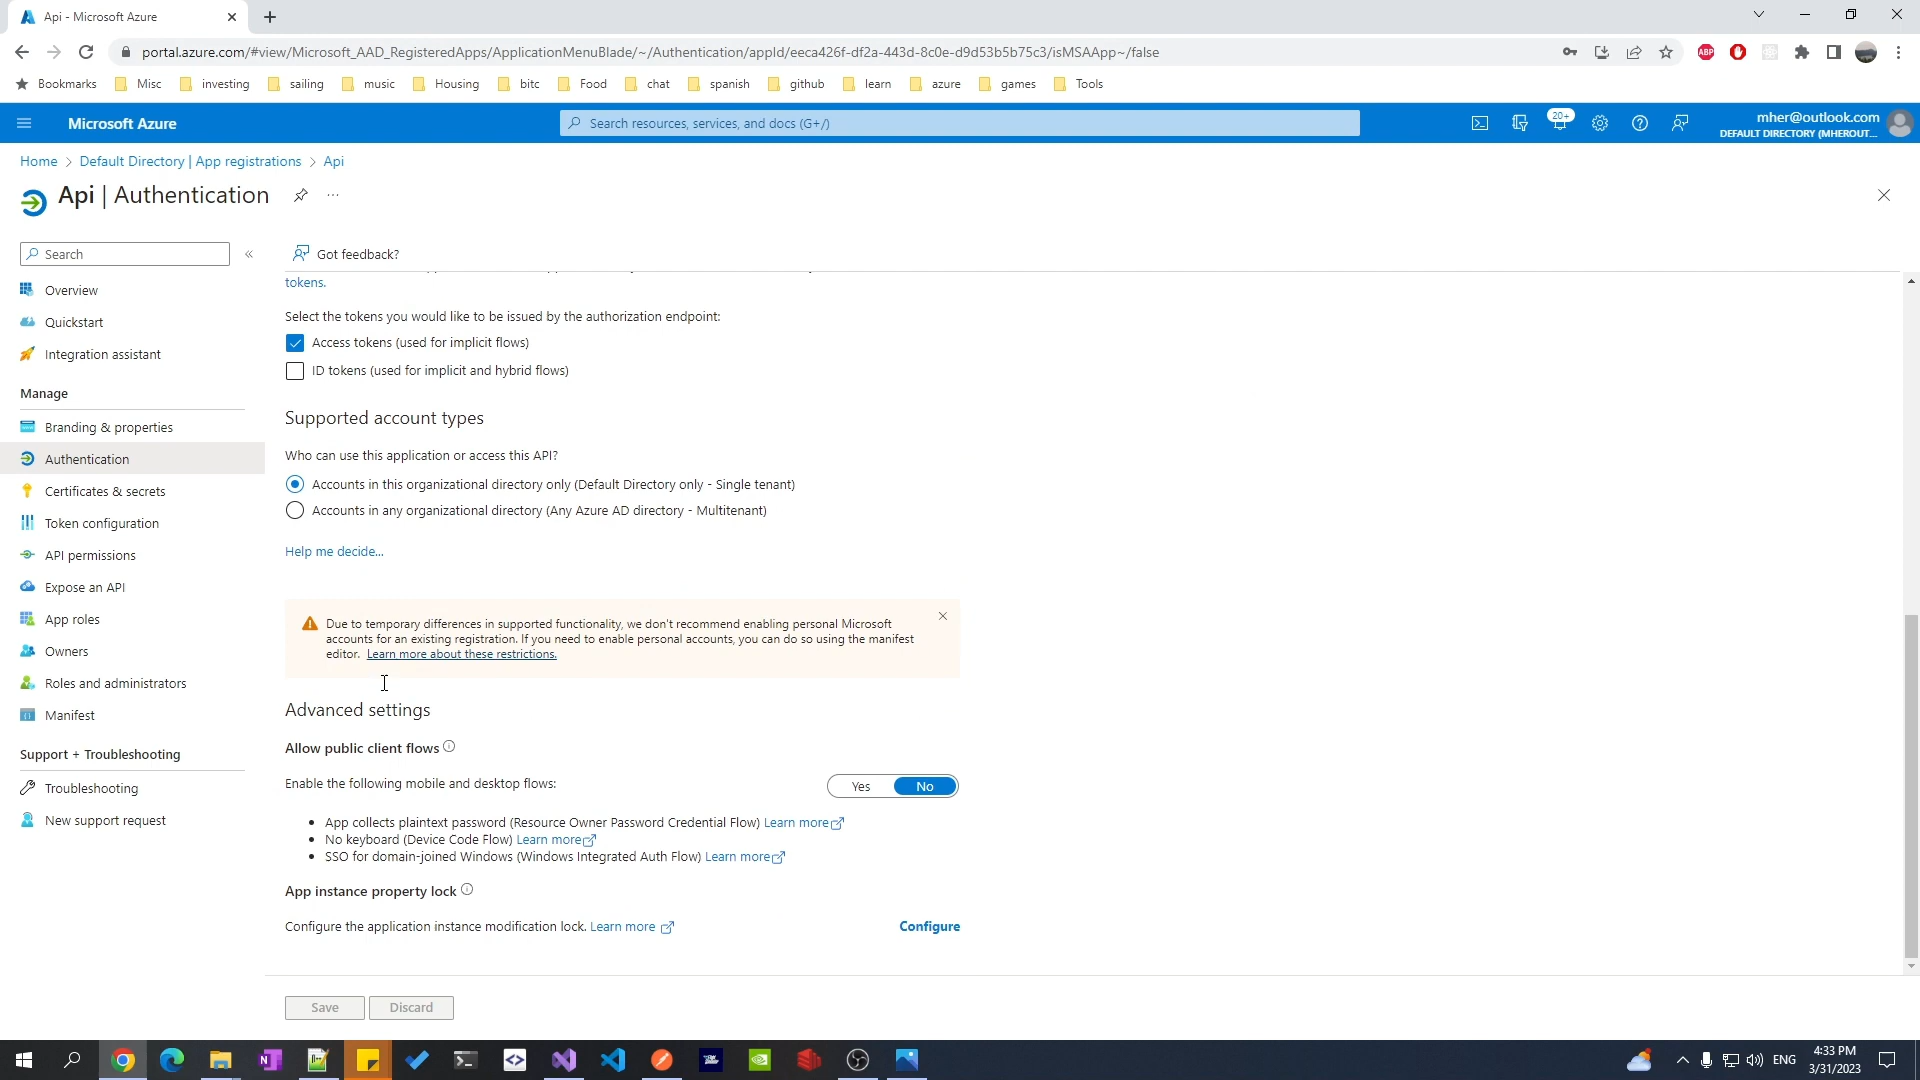 Api - Microsoft Azure
portal.azure.com/#view/Microsoft_AAD_RegisteredApps/ApplicationMenuBlade/~/Authentication/appId/eeca426f-df2a-443d-8c0e-d9d53b5b75c3/isMSAApp~/false
ABP
Bookmarks Misc investing sailing music Housing bitc Food chat spanish github learn azure games Tools
Microsoft Azure
Search resources, services, and docs (G+/)
20+
mher@outlook.com
DEFAULT DIRECTORY (MHEROUT...
Home > Default Directory | App registrations > Api
Api | Authentication
Search
Got feedback?
Overview
Quickstart
Integration assistant
Manage
Branding & properties
Authentication
Certificates & secrets
Token configuration
API permissions
Expose an API
App roles
Owners
Roles and administrators
Manifest
Support + Troubleshooting
Troubleshooting
New support request
tokens.
Select the tokens you would like to be issued by the authorization endpoint:
Access tokens (used for implicit flows)
ID tokens (used for implicit and hybrid flows)
Supported account types
Who can use this application or access this API?
Accounts in this organizational directory only (Default Directory only - Single tenant)
Accounts in any organizational directory (Any Azure AD directory - Multitenant)
Help me decide...
Due to temporary differences in supported functionality, we don't recommend enabling personal Microsoft
accounts for an existing registration. If you need to enable personal accounts, you can do so using the manifest
editor. Learn more about these restrictions.
Advanced settings
Allow public client flows
Enable the following mobile and desktop flows:
Yes No
• App collects plaintext password (Resource Owner Password Credential Flow) Learn more
• No keyboard (Device Code Flow) Learn more
• SSO for domain-joined Windows (Windows Integrated Auth Flow) Learn more
App instance property lock
Configure the application instance modification lock. Learn more
Configure
Save Discard
ENG
4:33 PM
3/31/2023